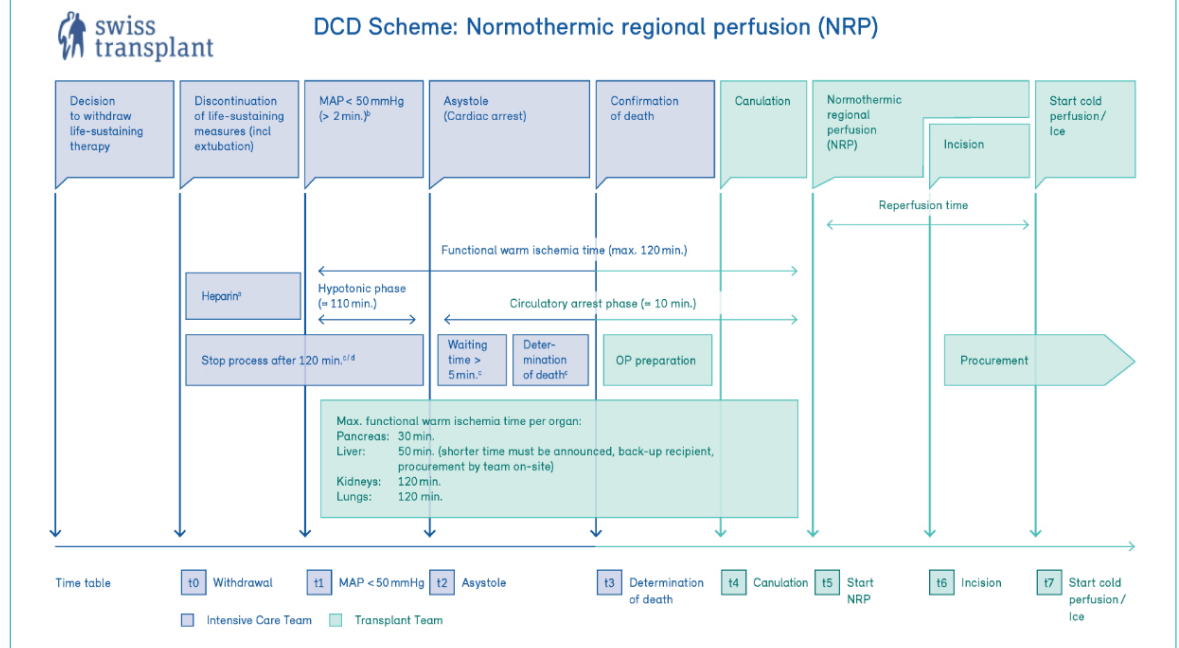 swiss
transplant
DCD Scheme: Normothermic regional perfusion (NRP)
Decision
to withdraw
life-sustaining
therapy
Discontinuation
of life-sustaining
measures (incl
extubation)
MAP < 50 mmHg
(> 2 min.)ᵇ
Asystole
(Cardiac arrest)
Confirmation
of death
Canulation
Normothermic
regional
perfusion
(NRP)
Incision
Start cold
perfusion/
Ice
Reperfusion time
Functional warm ischemia time (max. 120 min.)
Heparinᵃ
Hypotonic phase
(≈ 110 min.)
Circulatory arrest phase (≈ 10 min.)
Stop process after 120 min.ᶜ/ᵈ
Waiting
time >
5 min.ᶜ
Deter-
mination
of deathᶜ
OP preparation
Procurement
Max. functional warm ischemia time per organ:
Pancreas: 30 min.
Liver: 50 min. (shorter time must be announced, back-up recipient,
procurement by team on-site)
Kidneys: 120 min.
Lungs: 120 min.
Time table
t0 Withdrawal
t1 MAP < 50 mmHg
t2 Asystole
t3 Determination
of death
t4 Canulation
t5 Start
NRP
t6 Incision
t7 Start cold
perfusion/
Ice
Intensive Care Team
Transplant Team